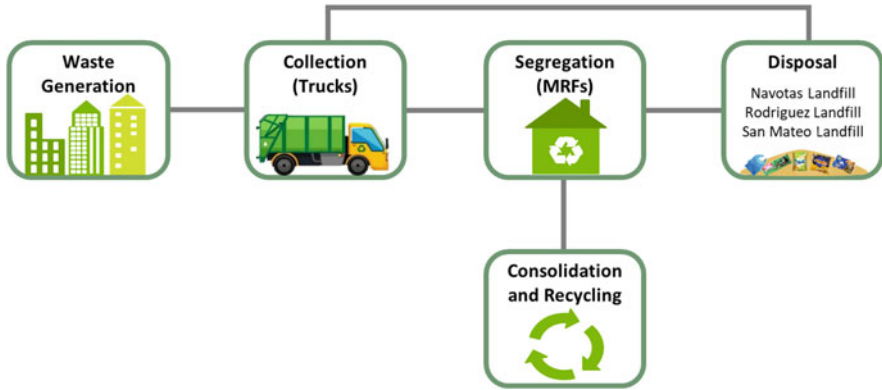 Waste
Generation
Collection
(Trucks)
Segregation
(MRFs)
Disposal
Navotas Landfill
Rodriguez Landfill
San Mateo Landfill
Consolidation
and Recycling